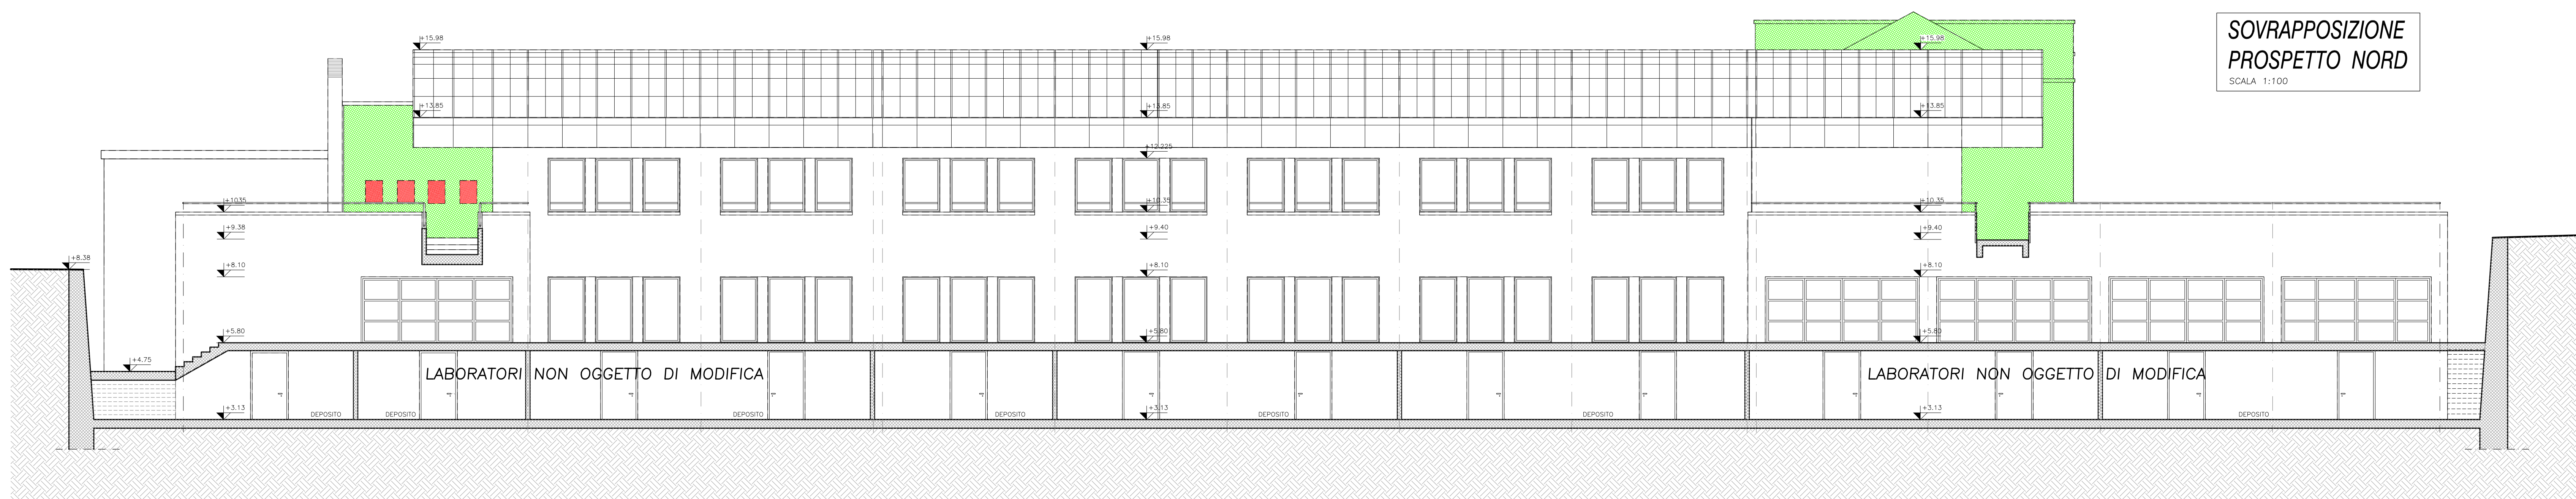 SOVRAPPOSIZIONE
PROSPETTO NORD
SCALA 1:100
+15.98 +15.98 +15.98
+13.85 +13.85 +13.85
+12.225
+1035 +10.35 +10.35
+9.38 +9.40 +9.40
+8.38
+8.10 +8.10 +8.10
+5.80 +5.80 +5.80
+4.75
LABORATORI NON OGGETTO DI MODIFICA LABORATORI NON OGGETTO DI MODIFICA
+3.13 +3.13 +3.13
DEPOSITO DEPOSITO DEPOSITO DEPOSITO DEPOSITO DEPOSITO DEPOSITO